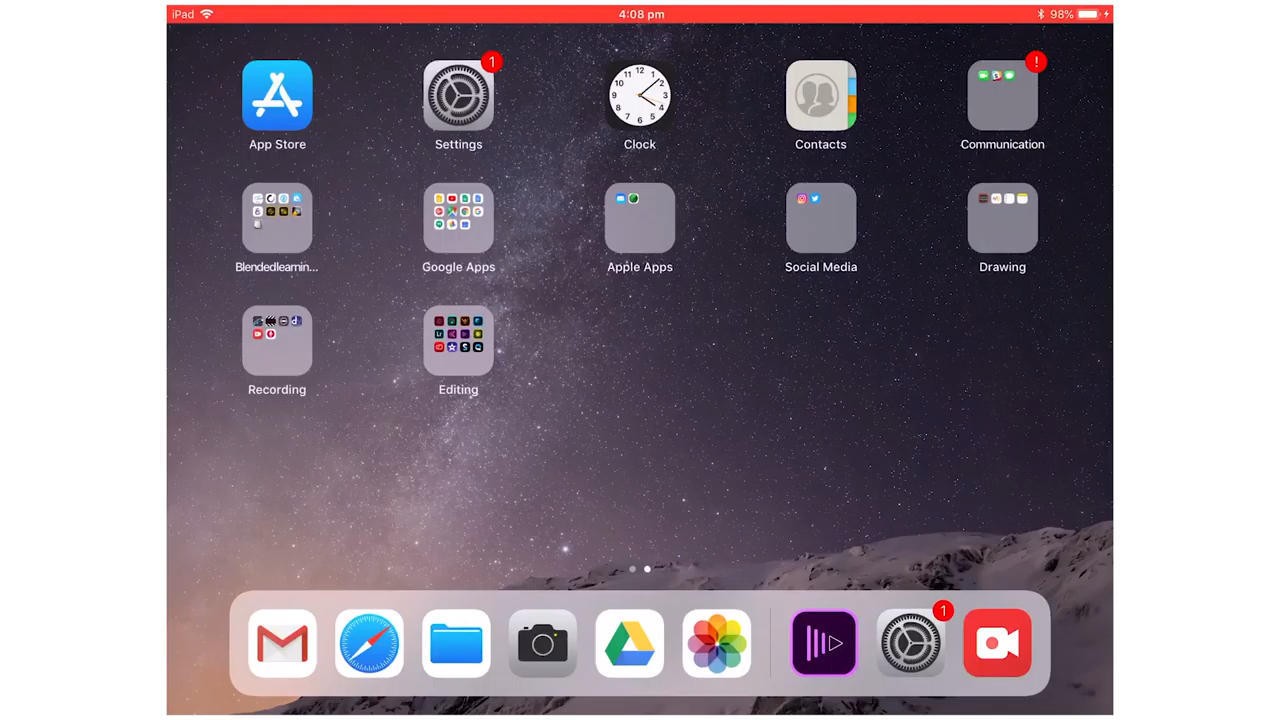 iPad 4:08 pm 98%
1 !
App Store Settings Clock Contacts Communication
Blendedlearnin... Google Apps Apple Apps Social Media Drawing
Recording Editing
1